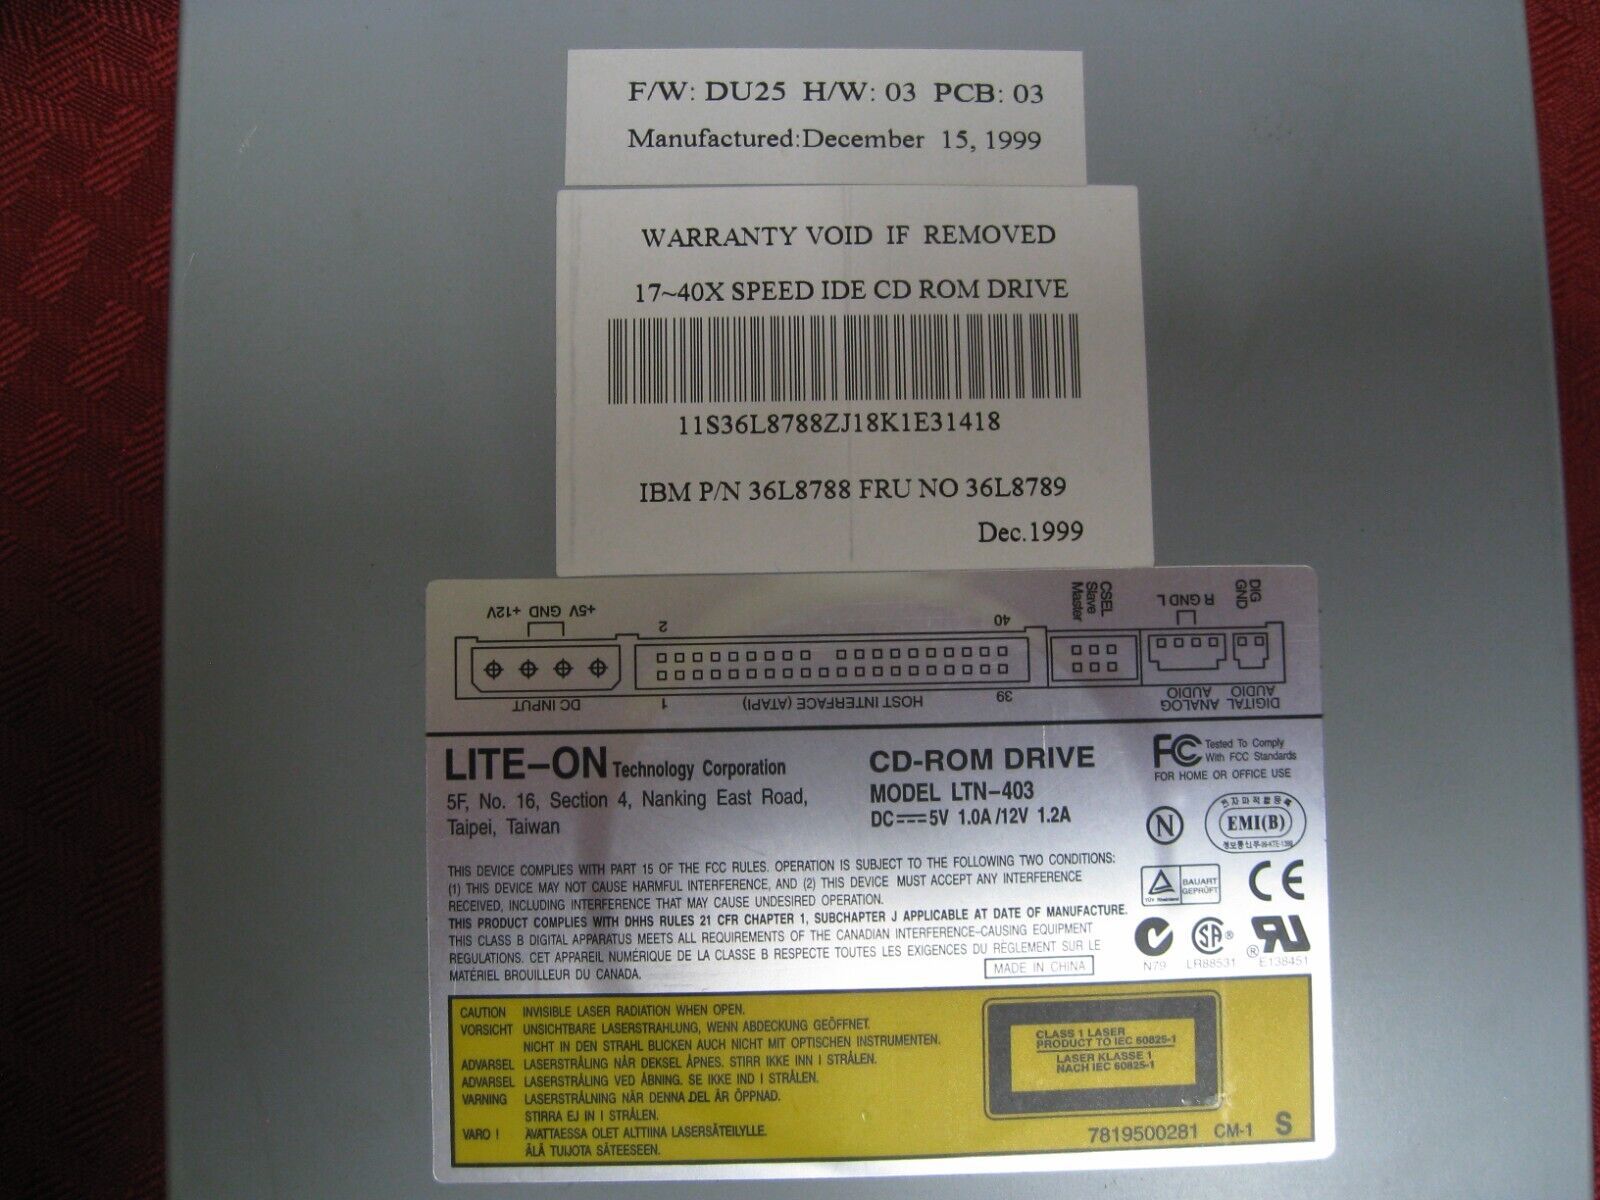 F/W: DU25 H/W: 03 PCB: 03
Manufactured:December 15, 1999
WARRANTY VOID IF REMOVED
17~40X SPEED IDE CD ROM DRIVE
11S36L8788ZJ18K1E31418
IBM P/N 36L8788 FRU NO 36L8789
Dec.1999
+5V GND +12V
2
40
CSEL
Slave
Master
R GND L
DIG
GND
DC INPUT
1
HOST INTERFACE (ATAPI)
39
ANALOG
AUDIO
DIGITAL
AUDIO
LITE-ON Technology Corporation
5F, No. 16, Section 4, Nanking East Road,
Taipei, Taiwan
CD-ROM DRIVE
MODEL LTN-403
DC 5V 1.0A /12V 1.2A
FC Tested To Comply
With FCC Standards
FOR HOME OR OFFICE USE
N
EMI(B)
THIS DEVICE COMPLIES WITH PART 15 OF THE FCC RULES. OPERATION IS SUBJECT TO THE FOLLOWING TWO CONDITIONS:
(1) THIS DEVICE MAY NOT CAUSE HARMFUL INTERFERENCE, AND (2) THIS DEVICE MUST ACCEPT ANY INTERFERENCE
RECEIVED, INCLUDING INTERFERENCE THAT MAY CAUSE UNDESIRED OPERATION.
THIS PRODUCT COMPLIES WITH DHHS RULES 21 CFR CHAPTER 1, SUBCHAPTER J APPLICABLE AT DATE OF MANUFACTURE.
THIS CLASS B DIGITAL APPARATUS MEETS ALL REQUIREMENTS OF THE CANADIAN INTERFERENCE-CAUSING EQUIPMENT
REGULATIONS. CET APPAREIL NUMÉRIQUE DE LA CLASSE B RESPECTE TOUTES LES EXIGENCES DU RÈGLEMENT SUR LE
MATÉRIEL BROUILLEUR DU CANADA.
MADE IN CHINA
TÜV Rheinland
BAUART
GEPRÜFT
CE
N79
SA ®
LR88531
® UR
E138451
CAUTION INVISIBLE LASER RADIATION WHEN OPEN.
VORSICHT UNSICHTBARE LASERSTRAHLUNG, WENN ABDECKUNG GEÖFFNET.
NICHT IN DEN STRAHL BLICKEN AUCH NICHT MIT OPTISCHEN INSTRUMENTEN.
ADVARSEL LASERSTRÅLING NÅR DEKSEL ÅPNES. STIRR IKKE INN I STRÅLEN.
ADVARSEL LASERSTRÅLING VED ÅBNING. SE IKKE IND I STRÅLEN.
VARNING LASERSTRÅLNING NÄR DENNA DEL ÄR ÖPPNAD.
STIRRA EJ IN I STRÅLEN.
VARO ! AVATTAESSA OLET ALTTIINA LASERSÄTEILYLLE.
ÄLÄ TUIJOTA SÄTEESEEN.
CLASS 1 LASER
PRODUCT TO IEC 60825-1
LASER KLASSE 1
NACH IEC 60825-1
7819500281 CM-1 S